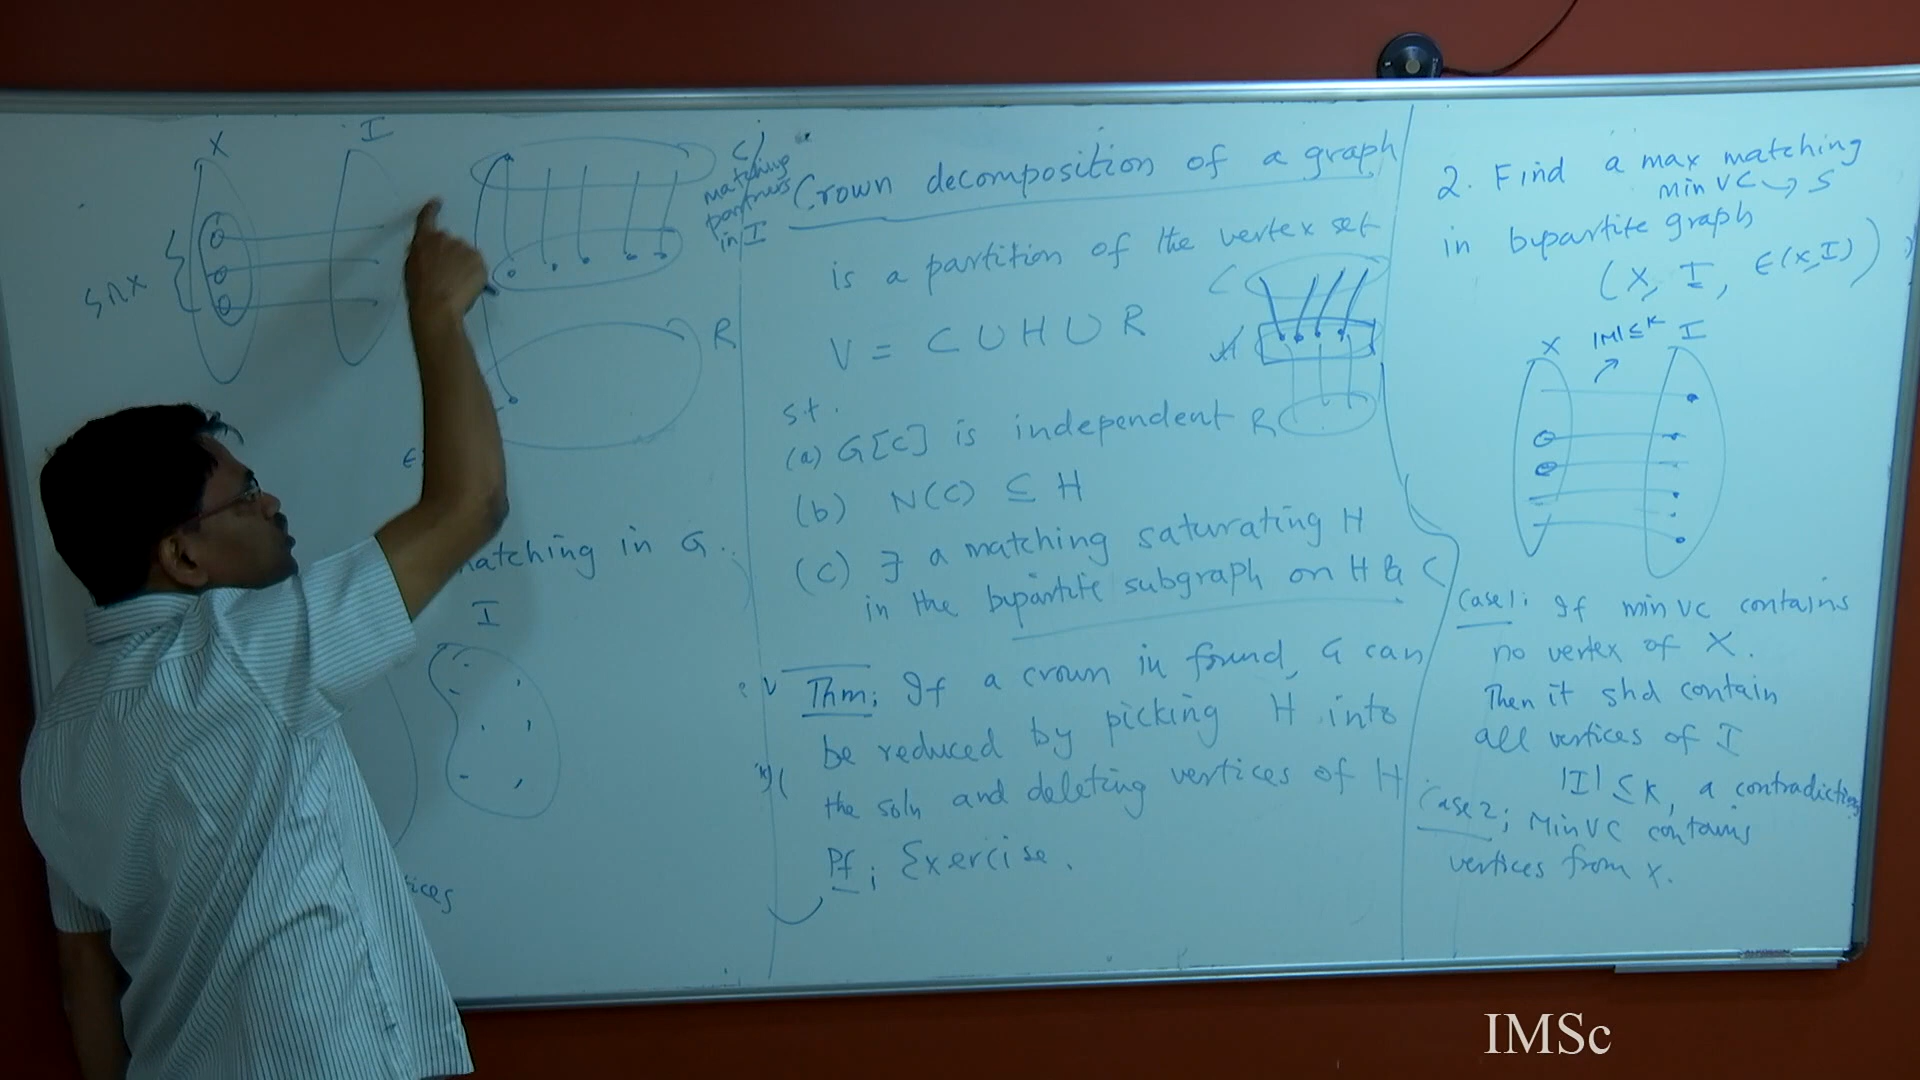 X
I
S∩X
C
matching
partners
in I
R
matching in G.
I
Crown decomposition of a graph
is a partition of the vertex set
V = C ∪ H ∪ R
C
H
R
s.t.
(a) G[C] is independent
(b) N(C) ⊆ H
(c) ∃ a matching saturating H
in the bipartite subgraph on H & C
Thm: If a crown in found, G can
be reduced by picking H into
the soln and deleting vertices of H
Pf: Exercise.
2. Find a max matching
min VC → S
in bipartite graph
(X, I, E(X,I))
|M| ≤ K
X
I
Case 1: If min VC contains
no vertex of X.
Then it shd contain
all vertices of I
|I| ≤ K, a contradiction
Case 2: Min VC contains
vertices from X.
IMSc